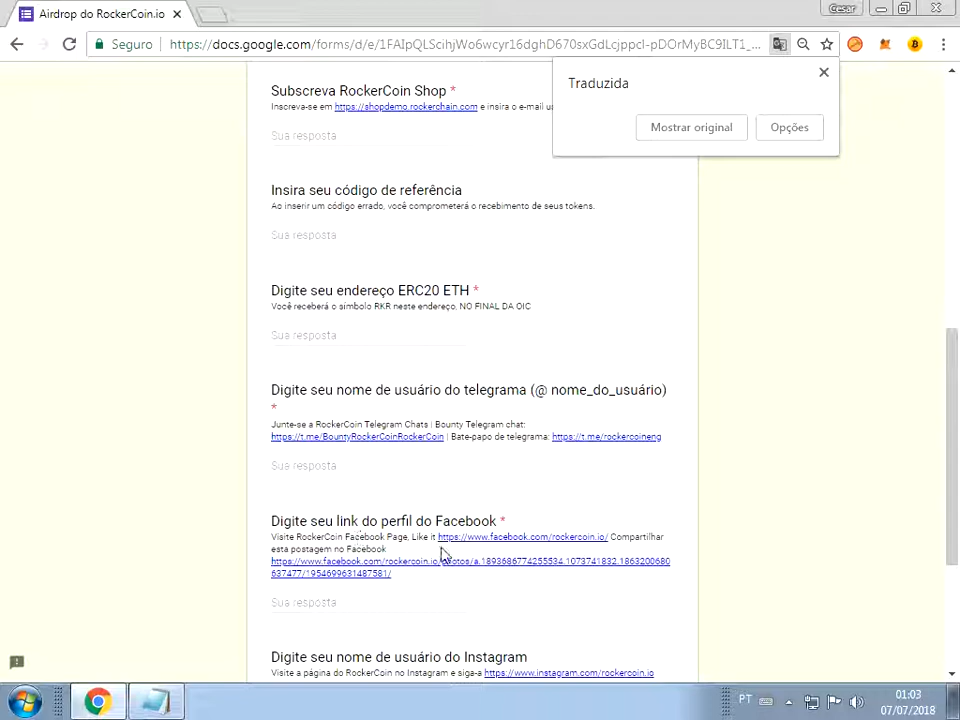 Airdrop do RockerCoin.io
Cesar
Seguro
https://docs.google.com/forms/d/e/1FAIpQLScihjWo6wcyr16dghD670sxGdLcjppcl-pDOrMyBC9ILT1_...
Traduzida
Mostrar original
Opções
Subscreva RockerCoin Shop *
Inscreva-se em https://shopdemo.rockerchain.com e insira o e-mail
Sua resposta
Insira seu código de referência
Ao inserir um código errado, você comprometerá o recebimento de seus tokens.
Sua resposta
Digite seu endereço ERC20 ETH *
Você receberá o símbolo RKR neste endereço, NO FINAL DA OIC
Sua resposta
Digite seu nome de usuário do telegrama (@ nome_do_usuário)
*
Junte-se a RockerCoin Telegram Chats | Bounty Telegram chat:
https://t.me/BountyRockerCoinRockerCoin | Bate-papo de telegrama: https://t.me/rockercoineng
Sua resposta
Digite seu link do perfil do Facebook *
Visite RockerCoin Facebook Page, Like it https://www.facebook.com/rockercoin.io/ Compartilhar
esta postagem no Facebook
https://www.facebook.com/rockercoin.io/photos/a.1893686774255534.1073741832.1863200680
637477/1954699631487581/
Sua resposta
Digite seu nome de usuário do Instagram
Visite a página do RockerCoin no Instagram e siga-a https://www.instagram.com/rockercoin.io
PT
01:03
07/07/2018